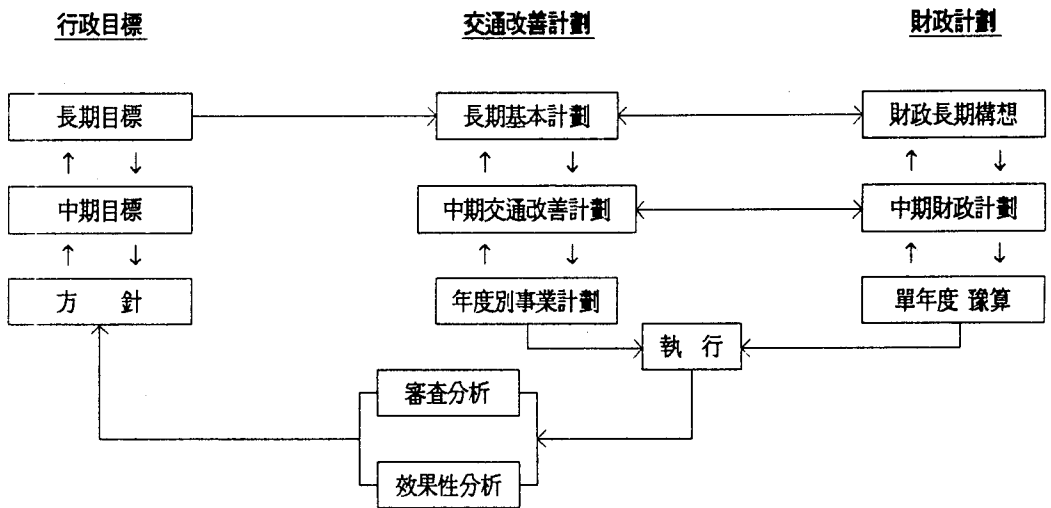 行政目標 交通改善計劃 財政計劃
長期目標 長期基本計劃 財政長期構想
中期目標 中期交通改善計劃 中期財政計劃
方 針 年度別事業計劃 單年度 豫算
執 行
審査分析
效果性分析